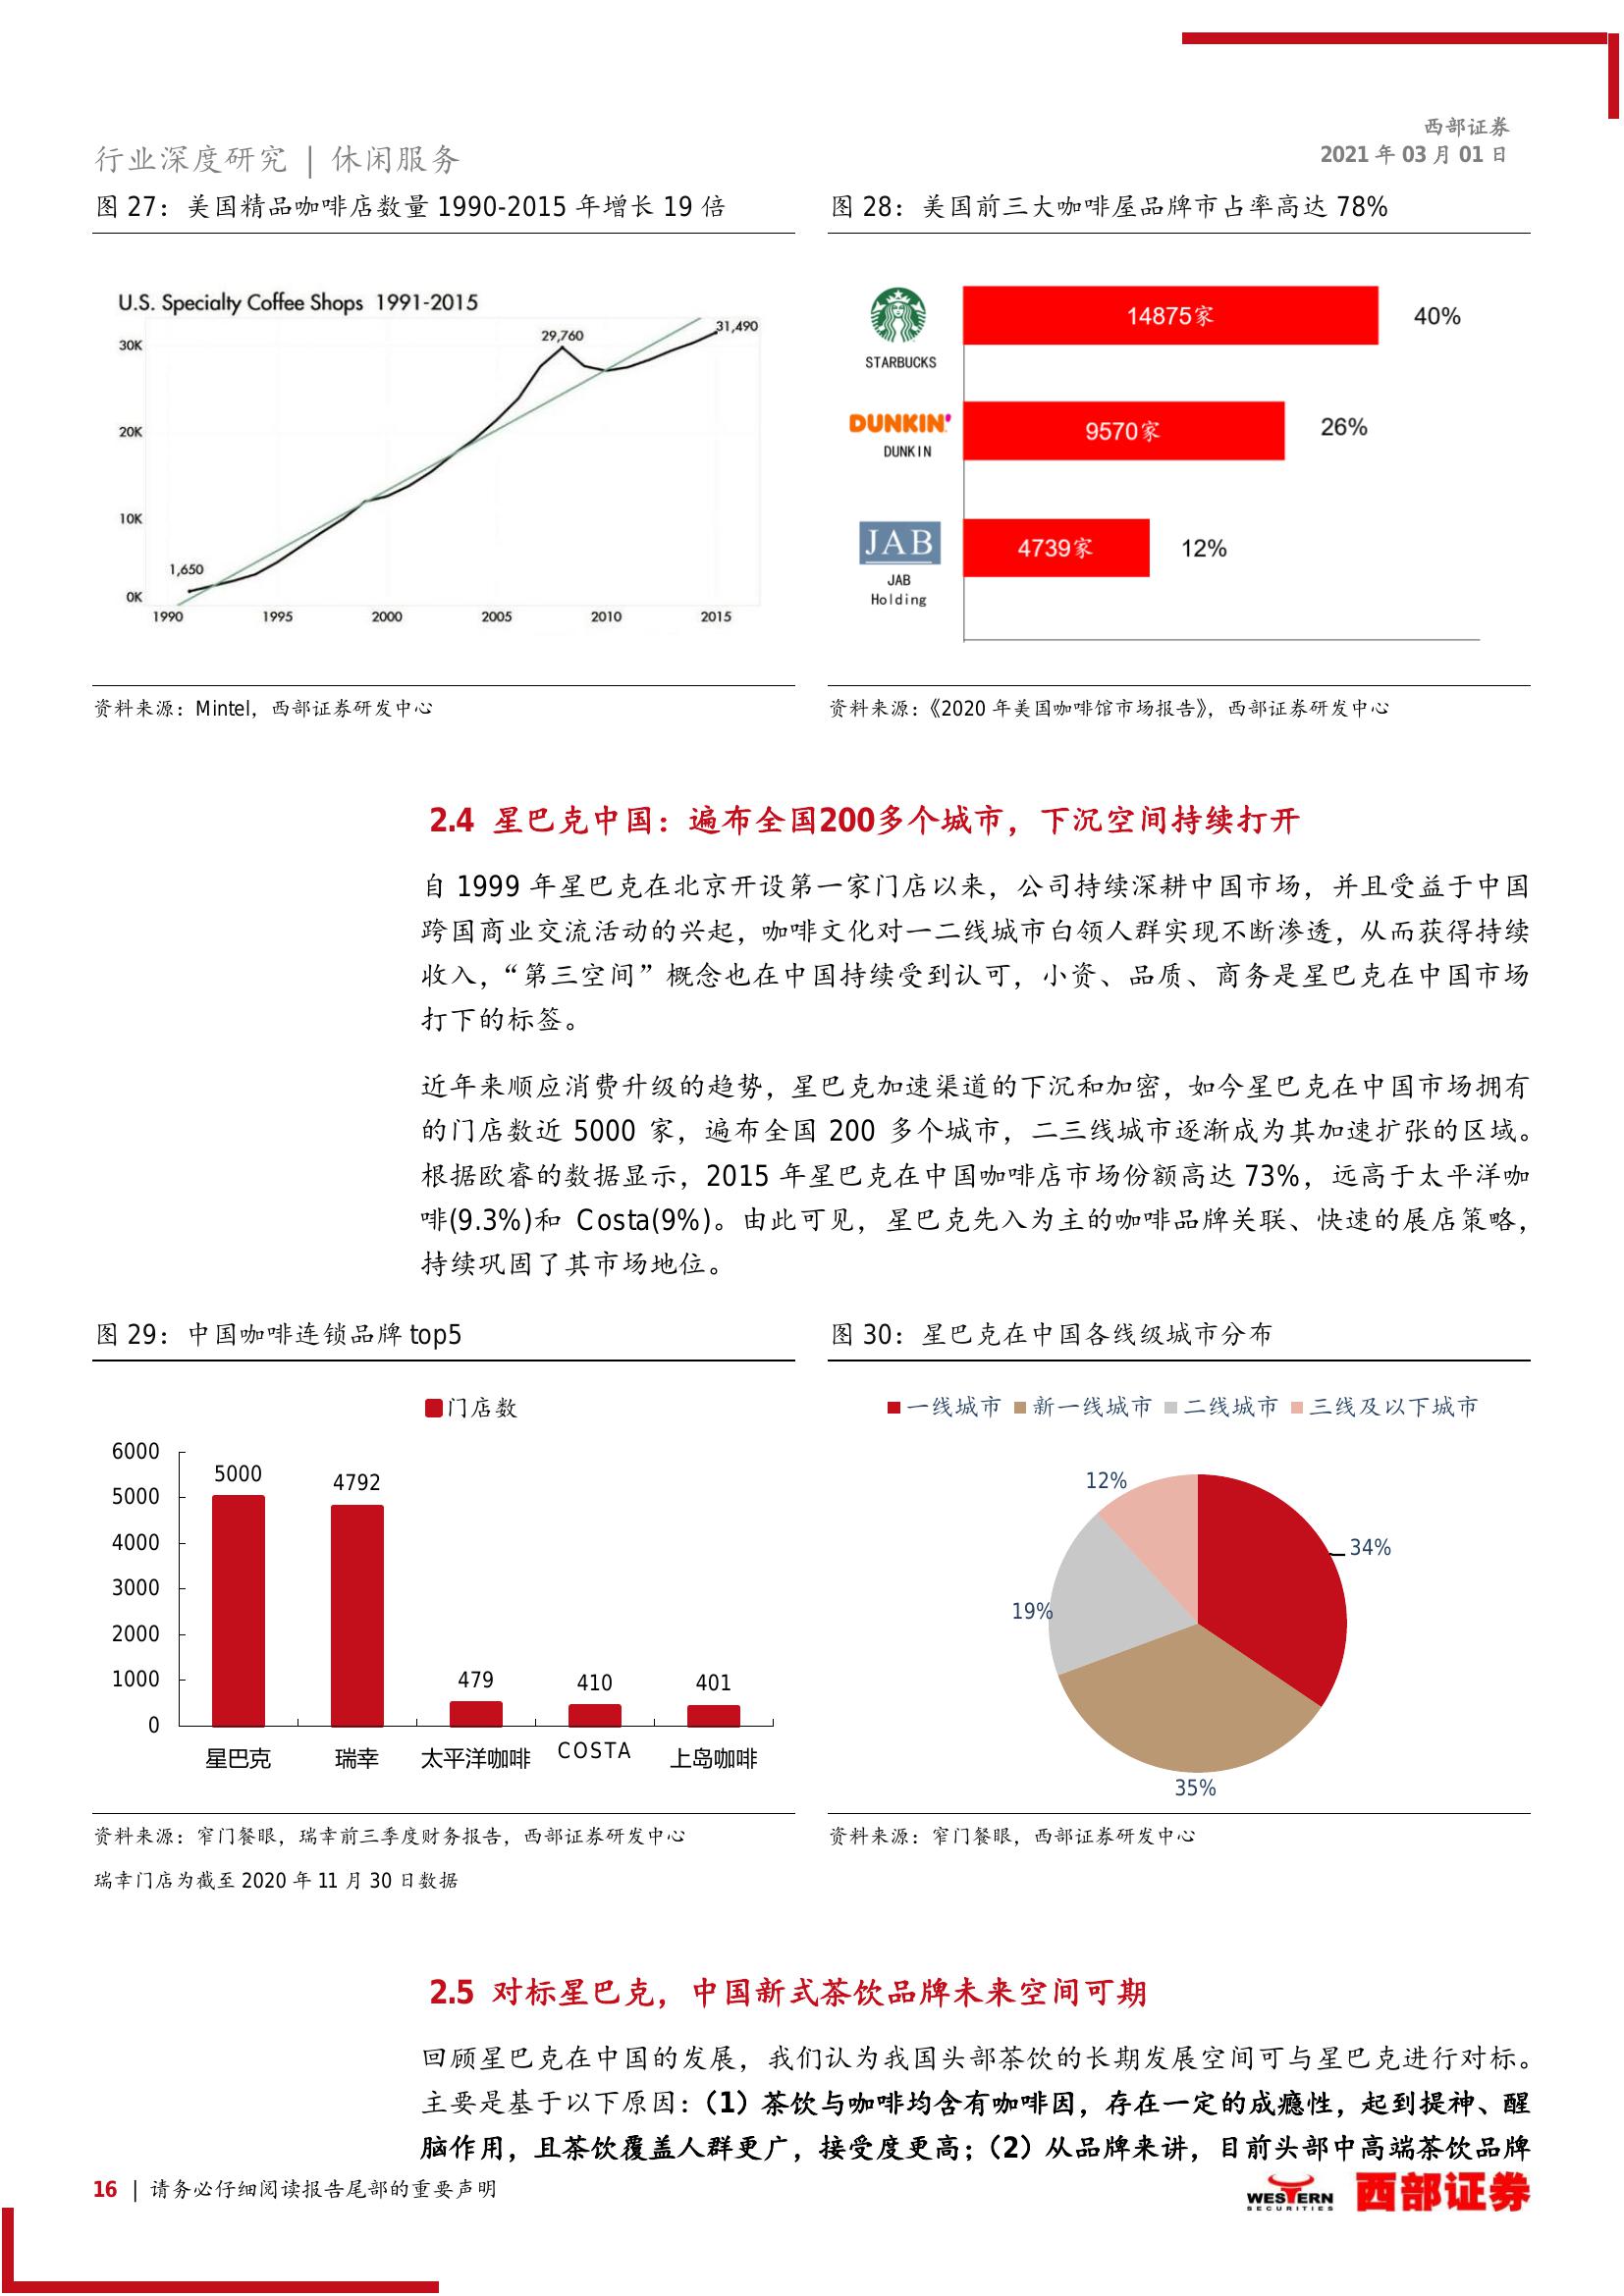 西部证券
2021 年 03 月 01 日
行业深度研究 | 休闲服务
图 27：美国精品咖啡店数量 1990-2015 年增长 19 倍
U.S. Specialty Coffee Shops 1991-2015
31,490
29,760
30K
20K
10K
1,650
0K
1990 1995 2000 2005 2010 2015
资料来源：Mintel，西部证券研发中心
图 28：美国前三大咖啡屋品牌市占率高达 78%
14875家 40%
STARBUCKS
DUNKIN'
9570家 26%
DUNKIN
JAB
4739家 12%
JAB
Holding
资料来源：《2020 年美国咖啡馆市场报告》，西部证券研发中心
2.4 星巴克中国：遍布全国200多个城市，下沉空间持续打开
自 1999 年星巴克在北京开设第一家门店以来，公司持续深耕中国市场，并且受益于中国
跨国商业交流活动的兴起，咖啡文化对一二线城市白领人群实现不断渗透，从而获得持续
收入，“第三空间”概念也在中国持续受到认可，小资、品质、商务是星巴克在中国市场
打下的标签。
近年来顺应消费升级的趋势，星巴克加速渠道的下沉和加密，如今星巴克在中国市场拥有
的门店数近 5000 家，遍布全国 200 多个城市，二三线城市逐渐成为其加速扩张的区域。
根据欧睿的数据显示，2015 年星巴克在中国咖啡店市场份额高达 73%，远高于太平洋咖
啡(9.3%)和 Costa(9%)。由此可见，星巴克先入为主的咖啡品牌关联、快速的展店策略，
持续巩固了其市场地位。
图 29：中国咖啡连锁品牌 top5
门店数
6000
5000
4000
3000
2000
1000
0
5000 4792 479 410 401
星巴克 瑞幸 太平洋咖啡 COSTA 上岛咖啡
资料来源：窄门餐眼，瑞幸前三季度财务报告，西部证券研发中心
瑞幸门店为截至 2020 年 11 月 30 日数据
图 30：星巴克在中国各线级城市分布
一线城市 新一线城市 二线城市 三线及以下城市
12%
34%
19%
35%
资料来源：窄门餐眼，西部证券研发中心
2.5 对标星巴克，中国新式茶饮品牌未来空间可期
回顾星巴克在中国的发展，我们认为我国头部茶饮的长期发展空间可与星巴克进行对标。
主要是基于以下原因：（1）茶饮与咖啡均含有咖啡因，存在一定的成瘾性，起到提神、醒
脑作用，且茶饮覆盖人群更广，接受度更高；（2）从品牌来讲，目前头部中高端茶饮品牌
16 | 请务必仔细阅读报告尾部的重要声明
WESTERN
SECURITIES
西部证券